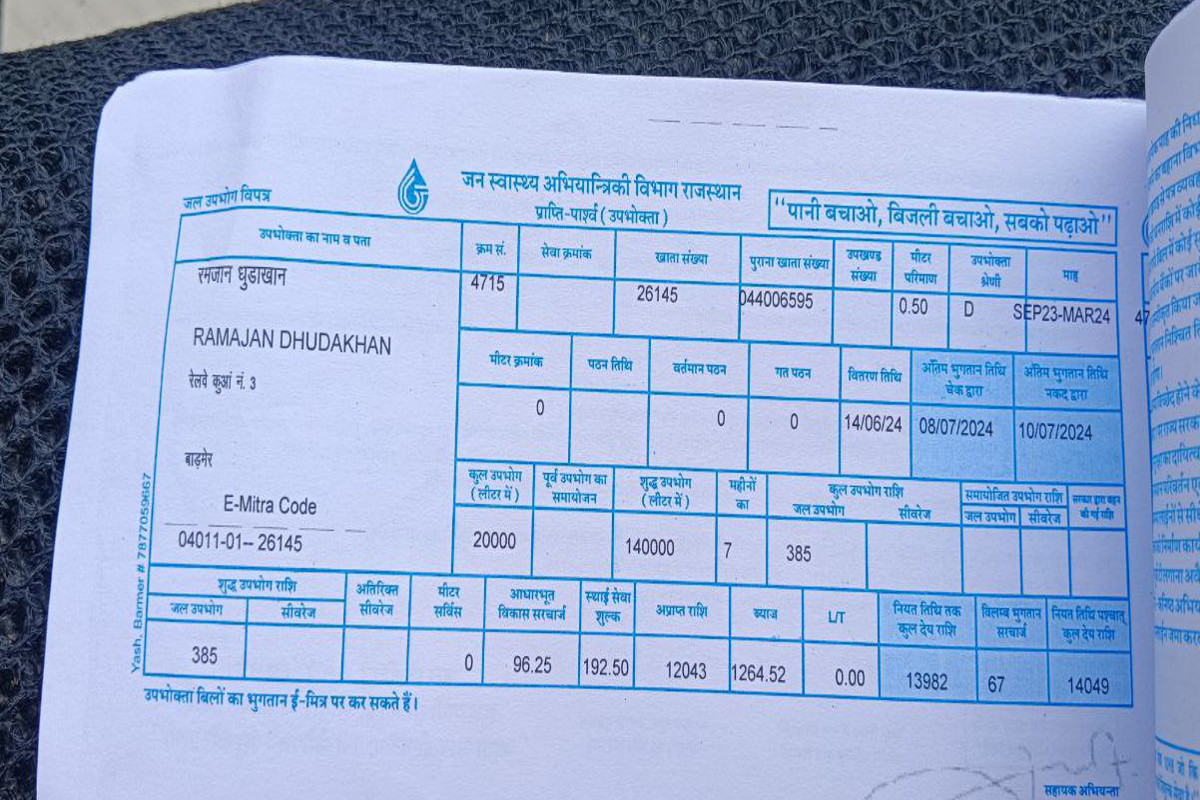 जल उपभोग विपत्र
जन स्वास्थ्य अभियान्त्रिकी विभाग राजस्थान
प्राप्ति-पार्श्व ( उपभोक्ता )
“पानी बचाओ, बिजली बचाओ, सबको पढ़ाओ”
उपभोक्ता का नाम व पता
क्रम सं. सेवा क्रमांक खाता संख्या पुराना खाता संख्या उपखण्ड संख्या मीटर परिमाण उपभोक्ता श्रेणी माह
रमजान धुडाखान
4715 26145 044006595 0.50 D SEP23-MAR24 47
RAMAJAN DHUDAKHAN
रेलवे कुआं नं. 3
मीटर क्रमांक पठन तिथि वर्तमान पठन गत पठन वितरण तिथि अंतिम भुगतान तिथि चेक द्वारा अंतिम भुगतान तिथि नकद द्वारा
0 0 0 14/06/24 08/07/2024 10/07/2024
बाड़मेर
E-Mitra Code
04011-01-- 26145
कुल उपभोग ( लीटर में ) पूर्व उपभोग का समायोजन शुद्ध उपभोग ( लीटर में ) महीनों का कुल उपभोग राशि समायोजित उपभोग राशि
जल उपभोग सीवरेज जल उपभोग सीवरेज
20000 140000 7 385
शुद्ध उपभोग राशि अतिरिक्त सीवरेज मीटर सर्विस आधारभूत विकास सरचार्ज स्थाई सेवा शुल्क अप्राप्त राशि ब्याज L/T नियत तिथि तक कुल देय राशि विलम्ब भुगतान सरचार्ज नियत तिथि पश्चात् कुल देय राशि
जल उपभोग सीवरेज
385 0 96.25 192.50 12043 1264.52 0.00 13982 67 14049
उपभोक्ता बिलों का भुगतान ई-मित्र पर कर सकते हैं।
Yash, Barmer # 7877059667
सहायक अभियन्ता